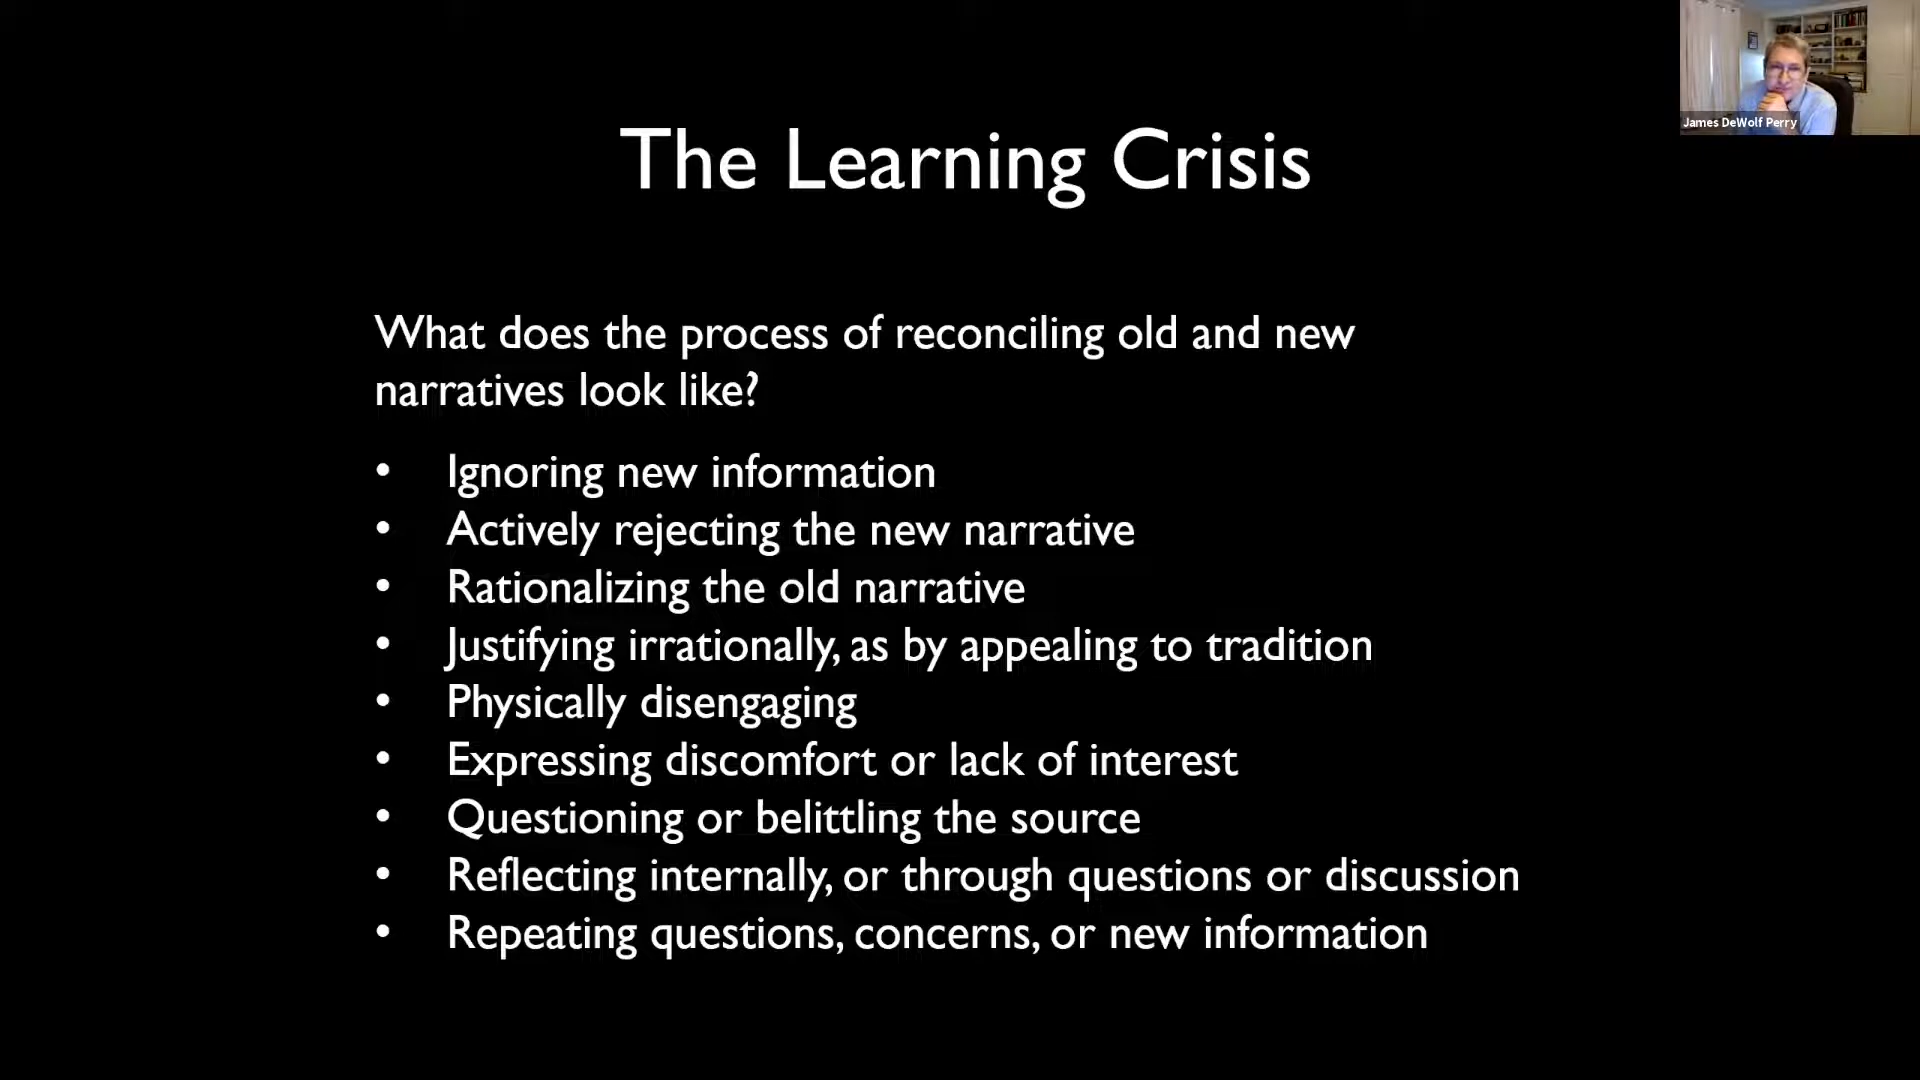 The Learning Crisis
James DeWolf Perry
What does the process of reconciling old and new
narratives look like?
• Ignoring new information
• Actively rejecting the new narrative
• Rationalizing the old narrative
• Justifying irrationally, as by appealing to tradition
• Physically disengaging
• Expressing discomfort or lack of interest
• Questioning or belittling the source
• Reflecting internally, or through questions or discussion
• Repeating questions, concerns, or new information